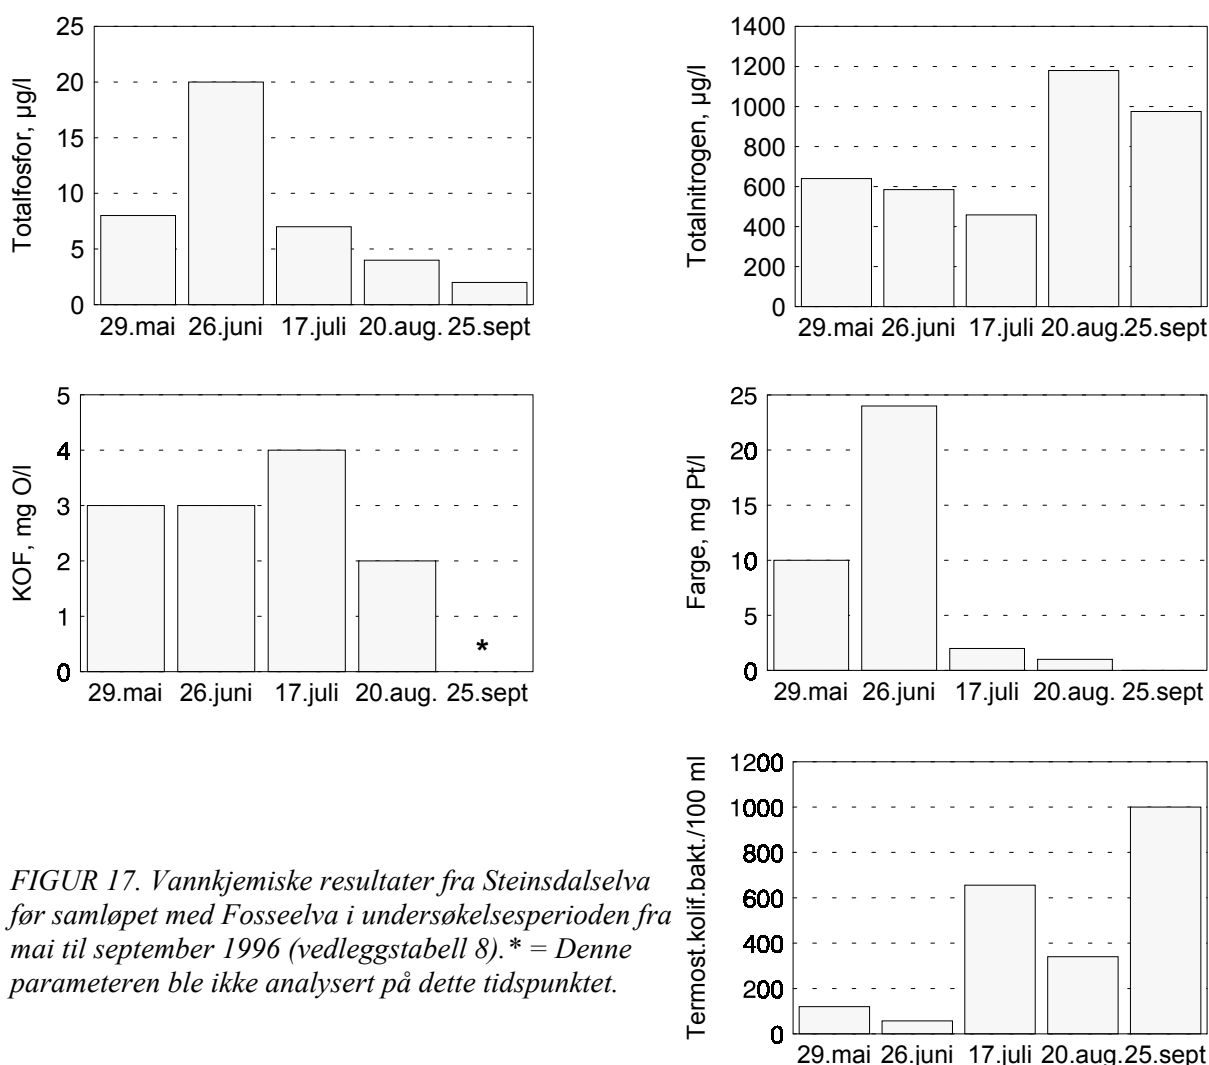 Totalfosfor, µg/l
25
20
15
10
5
0
29.mai 26.juni 17.juli 20.aug. 25.sept
Totalnitrogen, µg/l
1400
1200
1000
800
600
400
200
0
29.mai 26.juni 17.juli 20.aug.25.sept
KOF, mg O/l
5
4
3
2
1
0
*
29.mai 26.juni 17.juli 20.aug. 25.sept
Farge, mg Pt/l
25
20
15
10
5
0
29.mai 26.juni 17.juli 20.aug. 25.sept
Termost.kolif.bakt./100 ml
1200
1000
800
600
400
200
0
29.mai 26.juni 17.juli 20.aug.25.sept
FIGUR 17. Vannkjemiske resultater fra Steinsdalselva
før samløpet med Fosseelva i undersøkelsesperioden fra
mai til september 1996 (vedleggstabell 8).* = Denne
parameteren ble ikke analysert på dette tidspunktet.